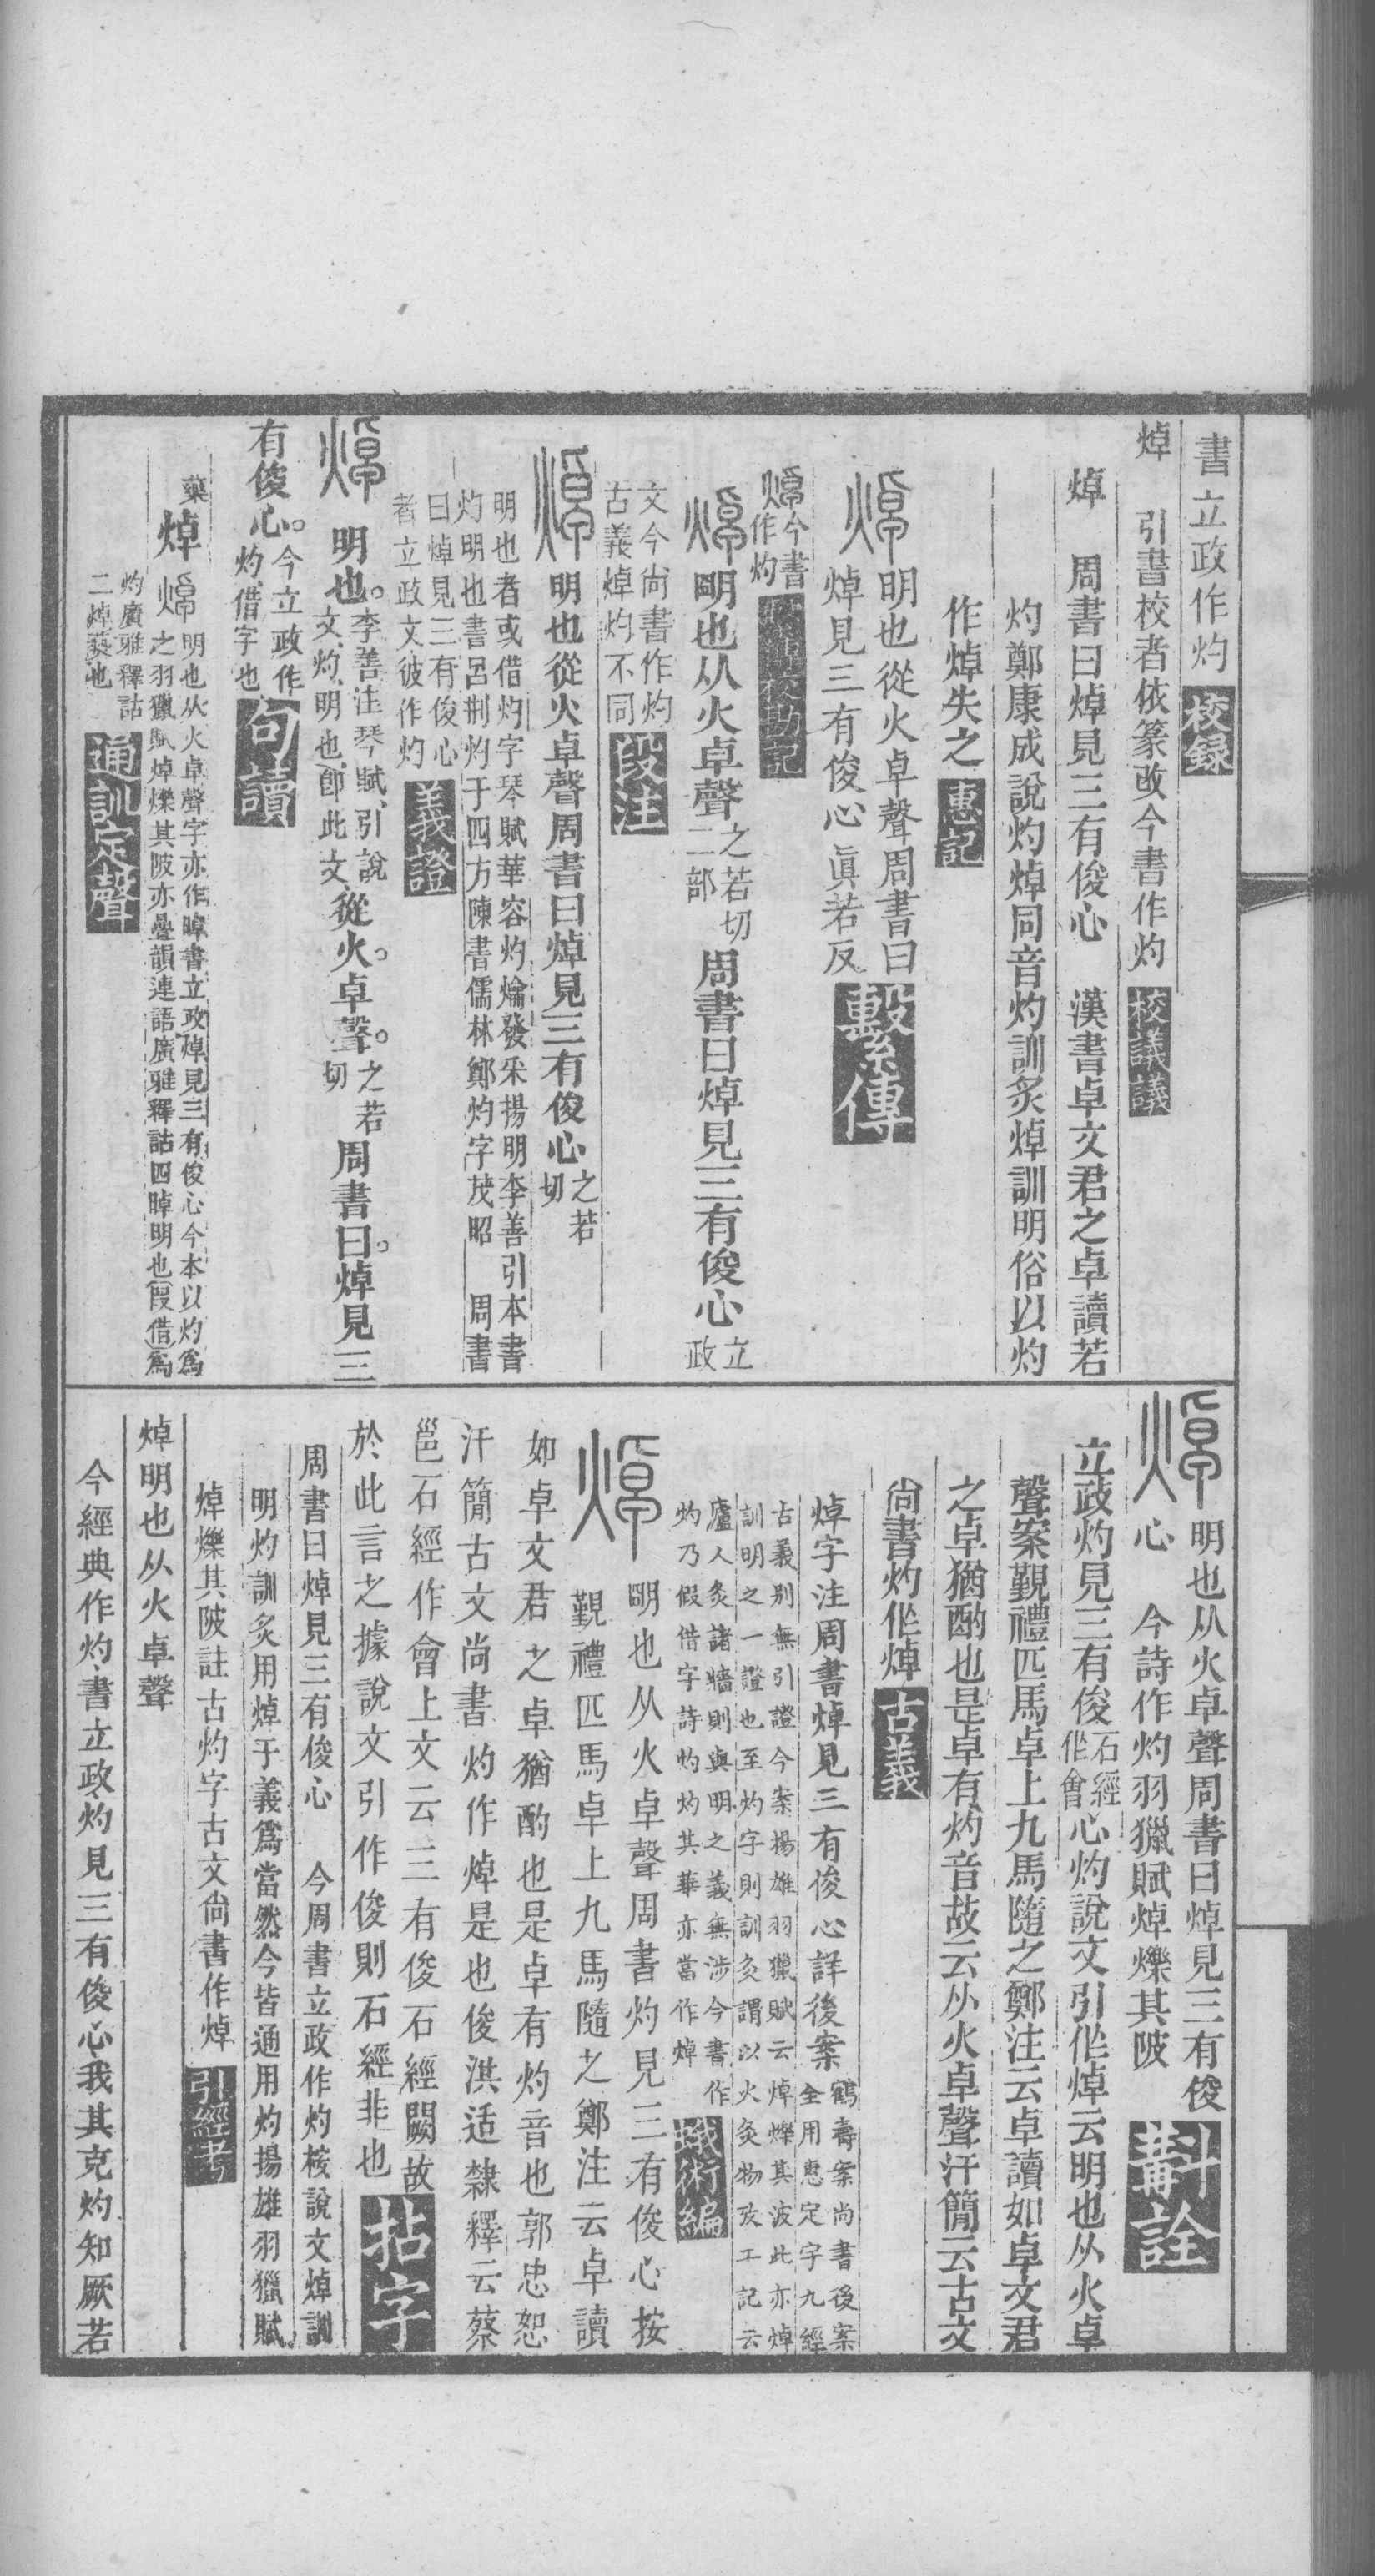 書立政作灼 校録
焯 引書校者依篆改今書作灼 校議議
焯 周書曰焯見三有俊心 漢書卓文君之卓讀若
灼鄭康成說灼焯同音灼訓炙焯訓明俗以灼
作焯失之 惠記
焯 明也從火卓聲周書曰
焯見三有俊心眞若反 繫傳
焯今書
作灼 校勘記
焯 朙也从火卓聲之若切二部周書曰焯見三有俊心立政
文今尙書作灼
古義焯灼不同 段注
焯 明也從火卓聲周書曰焯見三有俊心之若切
明也者或借灼字琴賦華容灼爚發采揚明李善引本書
灼明也書呂刑灼于四方陳書儒林鄭灼字茂昭 周書
曰焯見三有俊心
者立政文彼作灼 義證
焯 明也。李善注琴賦、引說文、灼、明也、卽此文、從火。卓聲。之若切 周書曰。焯見三
有俊心。今立政作灼、借字也 句讀
藥焯 焯 明也从火卓聲字亦作晫書立政焯見三有俊心今本以灼爲
之羽獵賦焯爍其陂亦疊韻連語廣雅釋詁四晫明也叚借爲
灼廣雅釋詁
二焯爇也 通訓定聲
焯 明也从火卓聲周書曰焯見三有俊
心 今詩作灼羽獵賦焯爍其陂 斠詮
立政灼見三有俊石經作會心灼說文引作焯云明也从火卓
聲案覲禮匹馬卓上九馬隨之鄭注云卓讀如卓文君
之卓猶酌也是卓有灼音故云从火卓聲汗簡云古文
尙書灼作焯 古義
焯字注周書焯見三有俊心詳後案鶴壽案尚書後案全用惠定宇九經
古義别無引證今案揚雄羽獵賦云焯爍其波此亦焯
訓明之一證也至灼字則訓灸謂以火灸物攷工記云
廬人灸諸牆則與明之義無涉今書作
灼乃假借字詩灼灼其華亦當作焯 蛾術編
焯 朙也从火卓聲周書灼見三有俊心按
覲禮匹馬卓上九馬隨之鄭注云卓讀
如卓文君之卓猶酌也是卓有灼音也郭忠恕
汗簡古文尚書灼作焯是也俊淇适隸釋云蔡
邕石經作會上文云三有俊石經闕故
於此言之據說文引作俊則石經非也 拈字
周書曰焯見三有俊心 今周書立政作灼桉說文焯訓
明灼訓炙用焯于義爲當然今皆通用灼揚雄羽獵賦
焯爍其陂註古灼字古文尙書作焯 引經考
焯明也从火卓聲
今經典作灼書立政灼見三有俊心我其克灼知厥若